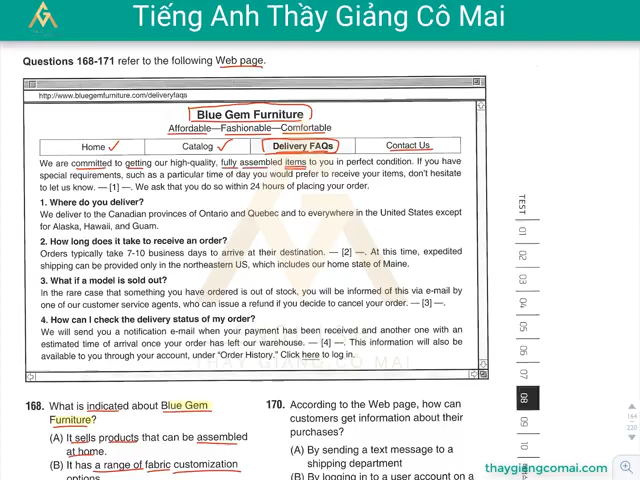 Tiếng Anh Thầy Giảng Cô Mai
Questions 168-171 refer to the following Web page.
http://www.bluegemfurniture.com/deliveryfaqs
Blue Gem Furniture
Affordable—Fashionable—Comfortable
Home Catalog Delivery FAQs Contact Us
We are committed to getting our high-quality, fully assembled items to you in perfect condition. If you have
special requirements, such as a particular time of day you would prefer to receive your items, don't hesitate
to let us know. — [1] —. We ask that you do so within 24 hours of placing your order.
1. Where do you deliver?
We deliver to the Canadian provinces of Ontario and Quebec and to everywhere in the United States except
for Alaska, Hawaii, and Guam.
2. How long does it take to receive an order?
Orders typically take 7-10 business days to arrive at their destination. — [2] —. At this time, expedited
shipping can be provided only in the northeastern US, which includes our home state of Maine.
3. What if a model is sold out?
In the rare case that something you have ordered is out of stock, you will be informed of this via e-mail by
one of our customer service agents, who can issue a refund if you decide to cancel your order. — [3] —.
4. How can I check the delivery status of my order?
We will send you a notification e-mail when your payment has been received and another one with an
estimated time of arrival once your order has left our warehouse. — [4] —. This information will also be
available to you through your account, under “Order History.” Click here to log in.
THAY GIANG CO MAI
168. What is indicated about Blue Gem
Furniture?
(A) It sells products that can be assembled
at home.
(B) It has a range of fabric customization
options.
170. According to the Web page, how can
customers get information about their
purchases?
(A) By sending a text message to a
shipping department
(B) By logging in to a user account on a
TEST
01
02
03
04
05
06
07
08
09
10
164
220
thaygiangcomai.com